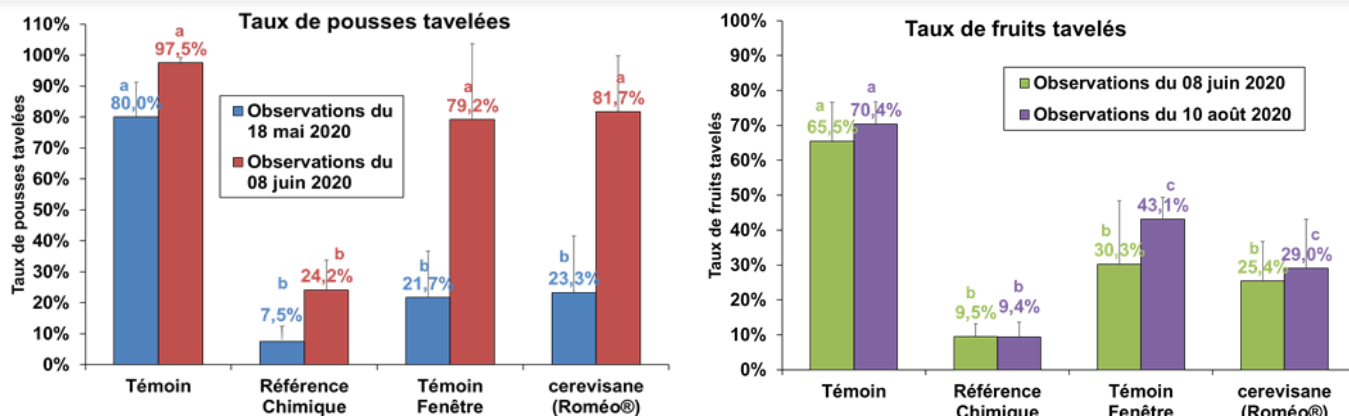 Taux de pousses tavelées
110%
100%
90%
80%
70%
60%
50%
40%
30%
20%
10%
0%
Taux de pousses tavelées
a
80,0%
a
97,5%
b
7,5%
b
24,2%
b
21,7%
a
79,2%
b
23,3%
a
81,7%
Observations du
18 mai 2020
Observations du
08 juin 2020
Témoin
Référence
Chimique
Témoin
Fenêtre
cerevisane
(Roméo®)
Taux de fruits tavelés
100%
90%
80%
70%
60%
50%
40%
30%
20%
10%
0%
Taux de fruits tavelés
Observations du 08 juin 2020
Observations du 10 août 2020
a
65,5%
a
70,4%
b
9,5%
b
9,4%
b
30,3%
c
43,1%
b
25,4%
c
29,0%
Témoin
Référence
Chimique
Témoin
Fenêtre
cerevisane
(Roméo®)